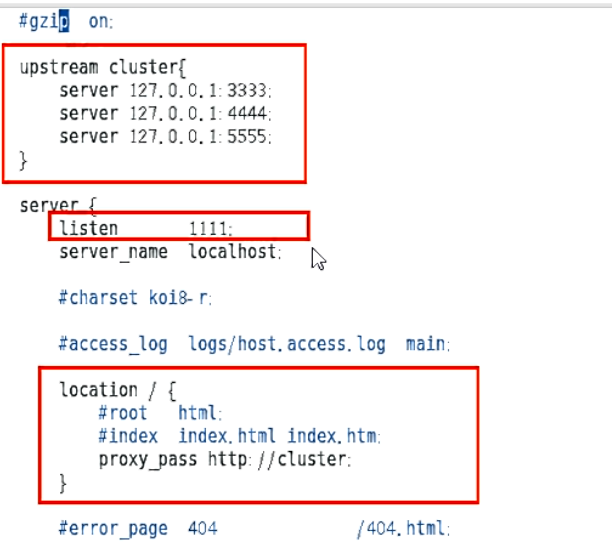 #gzip on;
upstream cluster{
server 127.0.0.1:3333;
server 127.0.0.1:4444;
server 127.0.0.1:5555;
}
server {
listen 1111;
server_name localhost;
#charset koi8-r;
#access_log logs/host.access.log main;
location / {
#root html;
#index index.html index.htm;
proxy_pass http://cluster;
}
#error_page 404 /404.html;